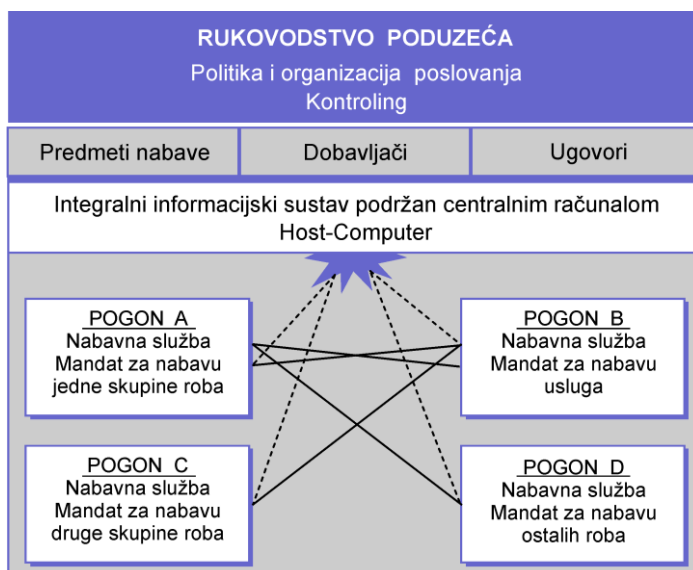 RUKOVODSTVO PODUZEĆA
Politika i organizacija poslovanja
Kontroling
Predmeti nabave
Dobavljači
Ugovori
Integralni informacijski sustav podržan centralnim računalom
Host-Computer
POGON A
Nabavna služba
Mandat za nabavu
jedne skupine roba
POGON B
Nabavna služba
Mandat za nabavu
usluga
POGON C
Nabavna služba
Mandat za nabavu
druge skupine roba
POGON D
Nabavna služba
Mandat za nabavu
ostalih roba